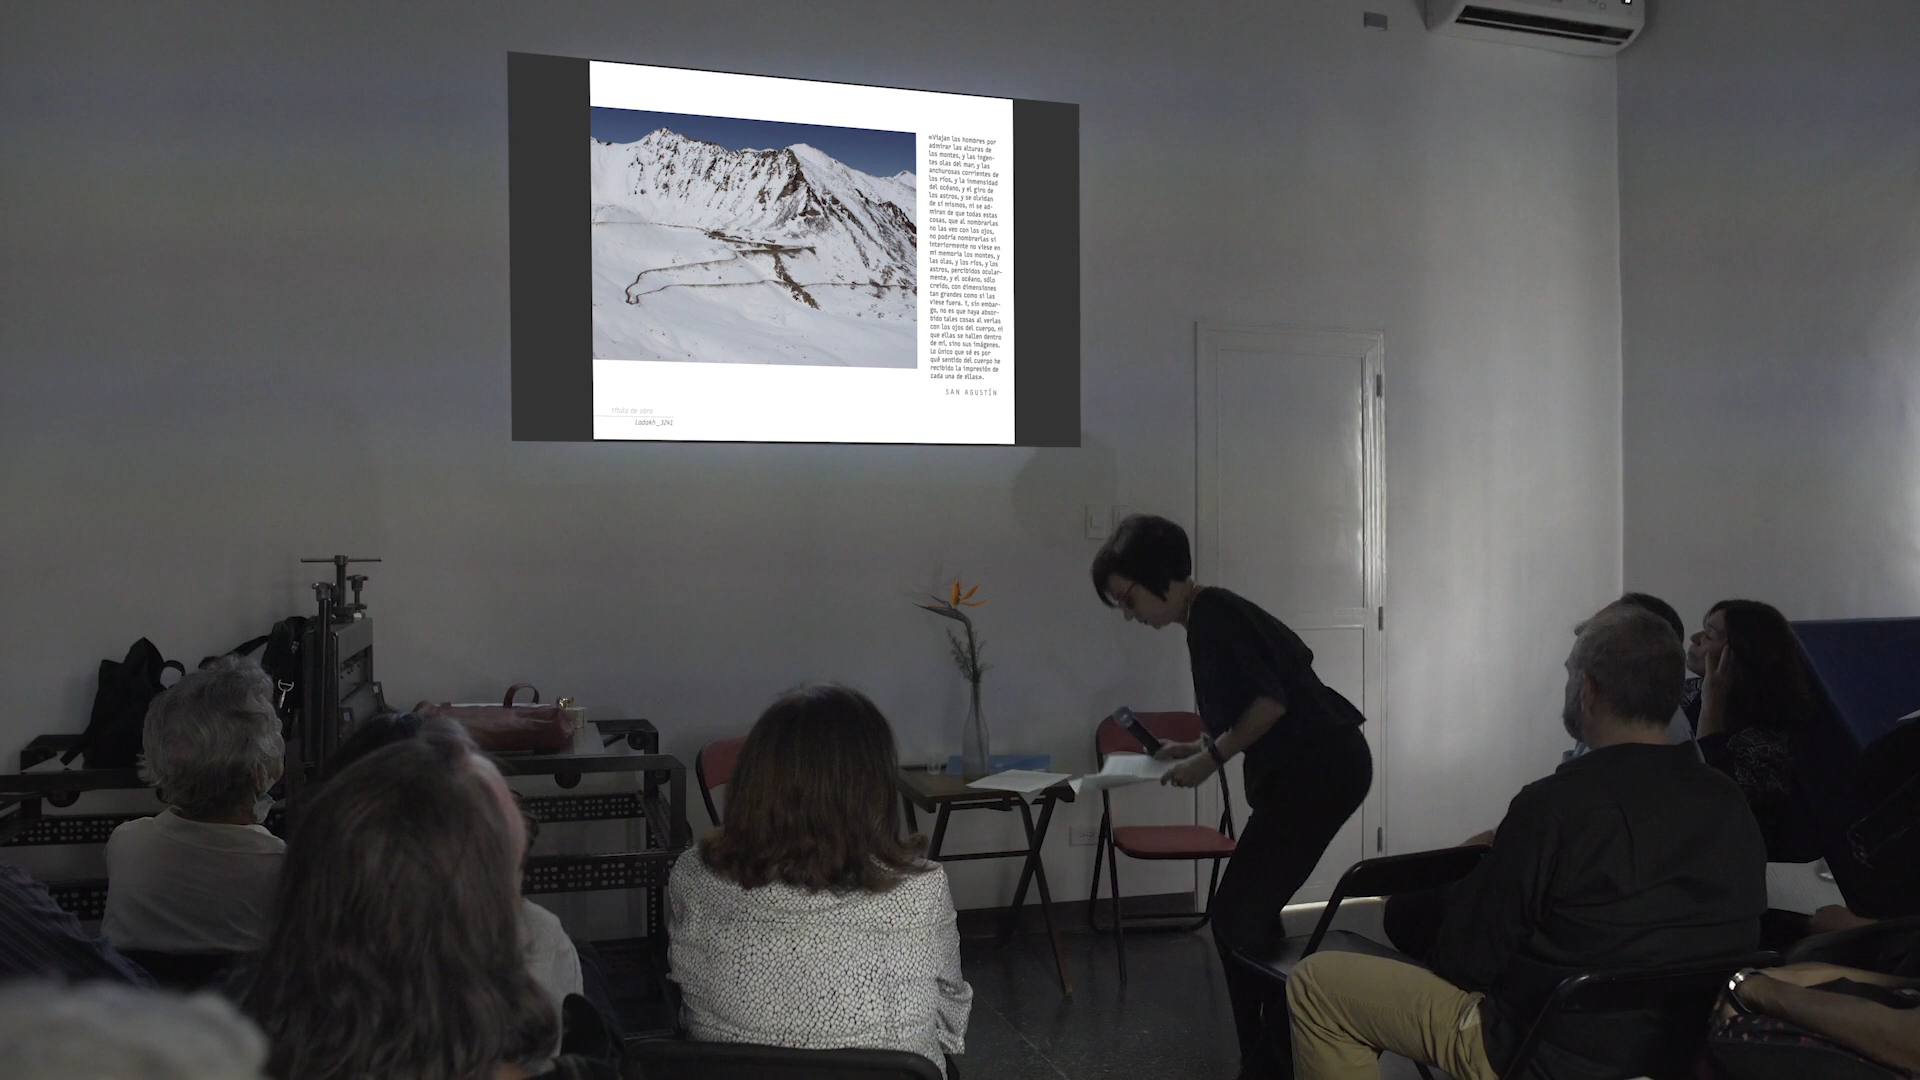 «Viajan los hombres por
admirar las alturas de
los montes, y las ingen-
tes olas del mar, y las
anchurosas corrientes de
los ríos, y la inmensidad
del océano, y el giro de
los astros, y se olvidan
de sí mismos, ni se ad-
miran de que todas estas
cosas, que al nombrarlas
no las veo con los ojos,
no podría nombrarlas si
interiormente no viese en
mi memoria los montes, y
las olas, y los ríos, y los
astros, percibidos ocular-
mente, y el océano, sólo
creído, con dimensiones
tan grandes como si las
viese fuera. Y, sin embar-
go, no es que haya absor-
bido tales cosas al verlas
con los ojos del cuerpo, ni
que ellas se hallen dentro
de mí, sino sus imágenes.
Lo único que sé es por
qué sentido del cuerpo he
recibido la impresión de
cada una de ellas».
SAN AGUSTÍN
título de obra
Ladakh_3241